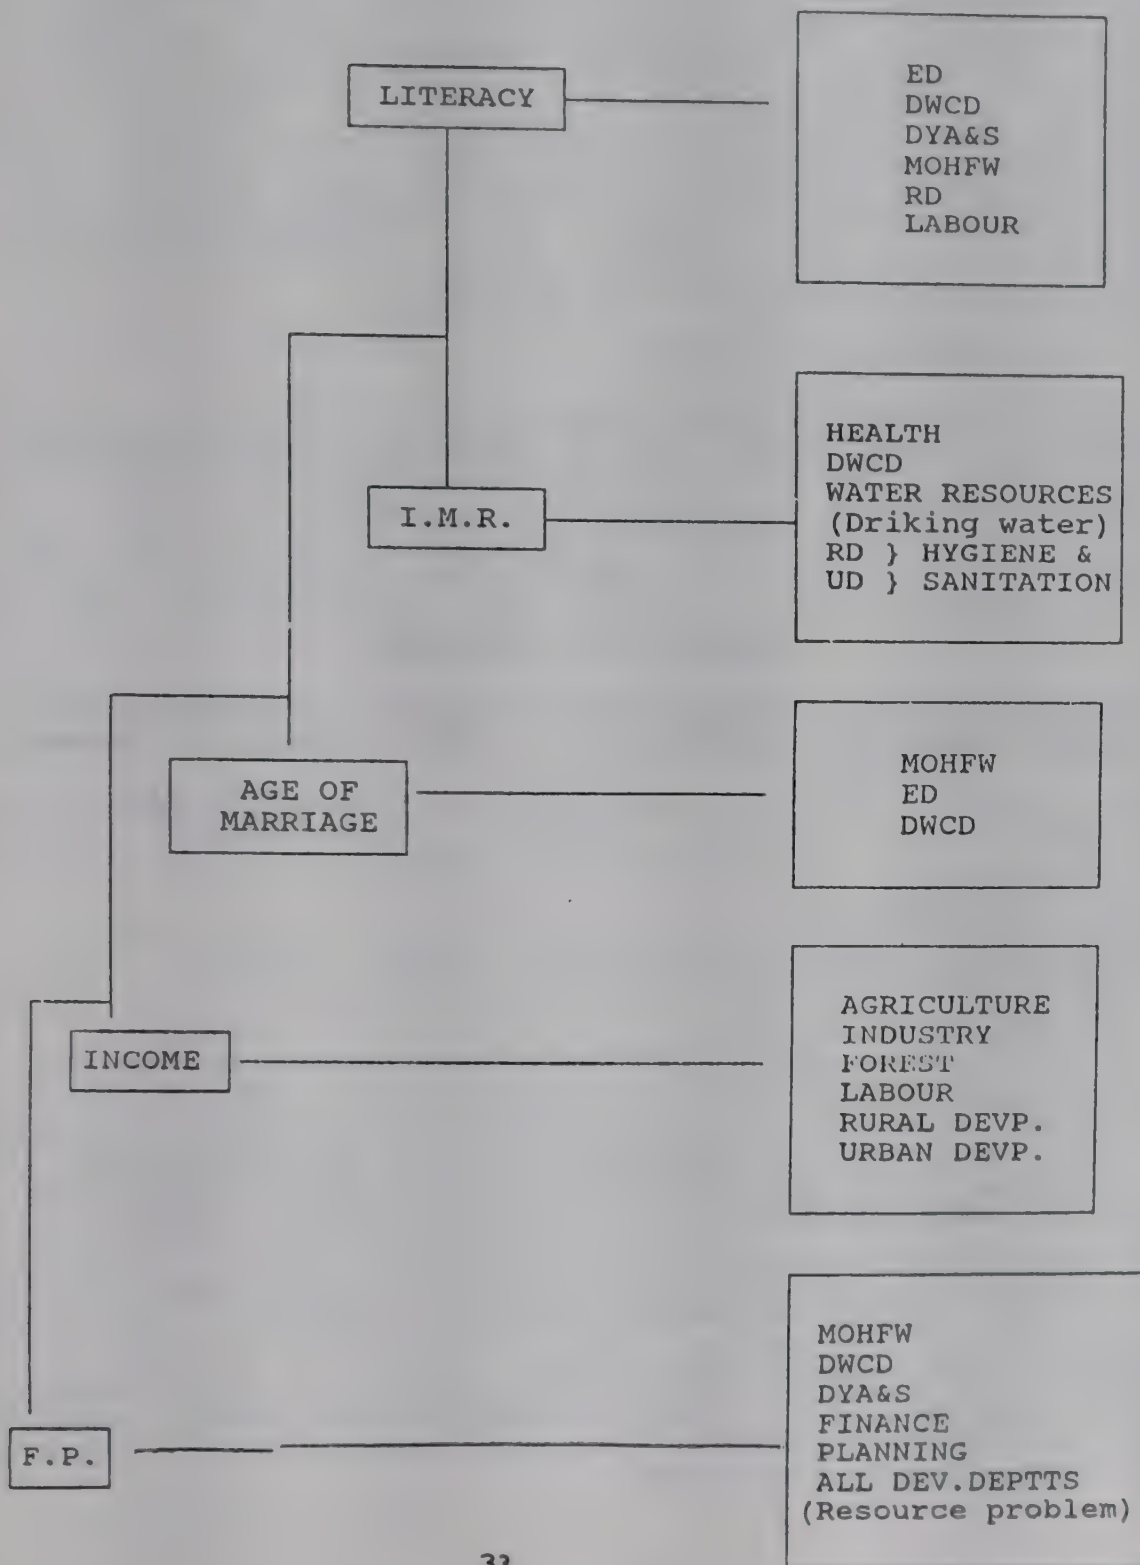 LITERACY
ED
DWCD
DYA&S
MOHFW
RD
LABOUR
I.M.R.
HEALTH
DWCD
WATER RESOURCES
(Driking water)
RD } HYGIENE &
UD } SANITATION
AGE OF
MARRIAGE
MOHFW
ED
DWCD
INCOME
AGRICULTURE
INDUSTRY
FOREST
LABOUR
RURAL DEVP.
URBAN DEVP.
F.P.
MOHFW
DWCD
DYA&S
FINANCE
PLANNING
ALL DEV.DEPTTS
(Resource problem)